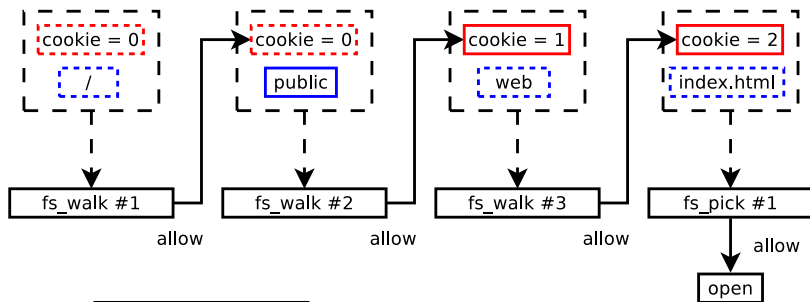 cookie = 0
cookie = 0
cookie = 1
cookie = 2
/
public
web
index.html
fs_walk #1
fs_walk #2
fs_walk #3
fs_pick #1
allow
allow
allow
allow
open